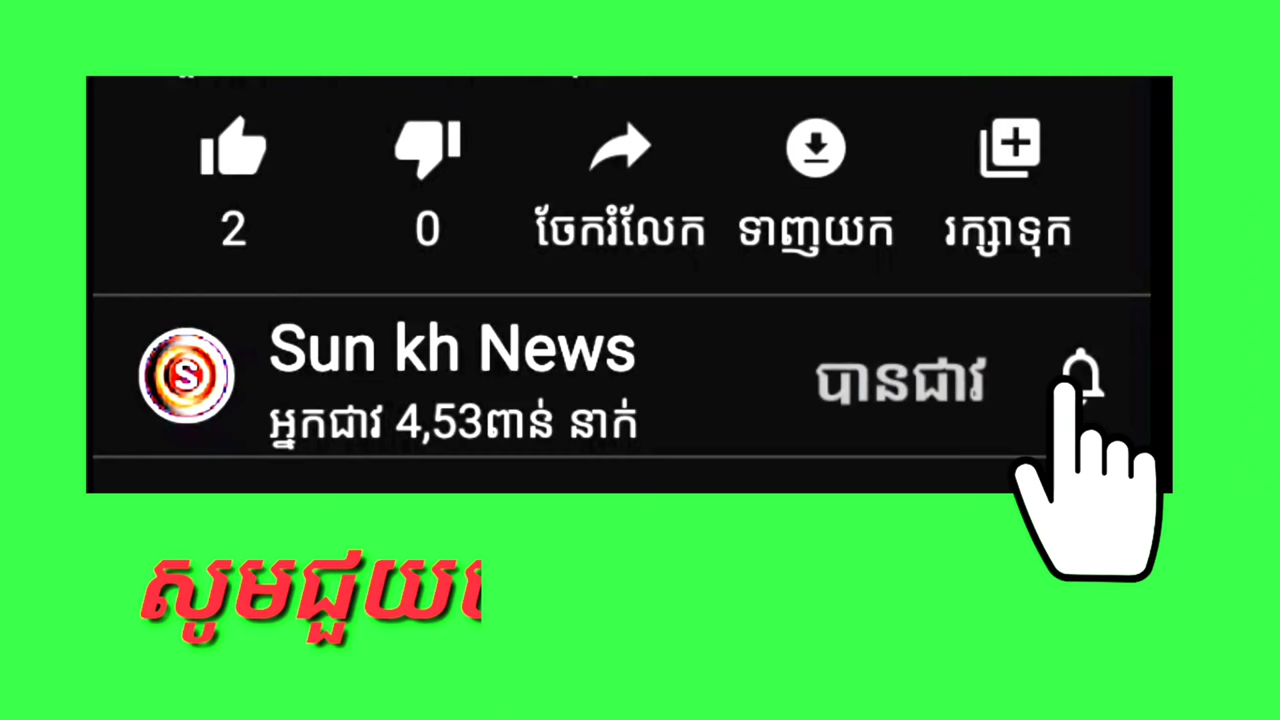 2
0
ចែករំលែក
ទាញយក
រក្សាទុក
S
Sun kh News
អ្នកជាវ 4,53ពាន់ នាក់
បានជាវ
សូមជួយ